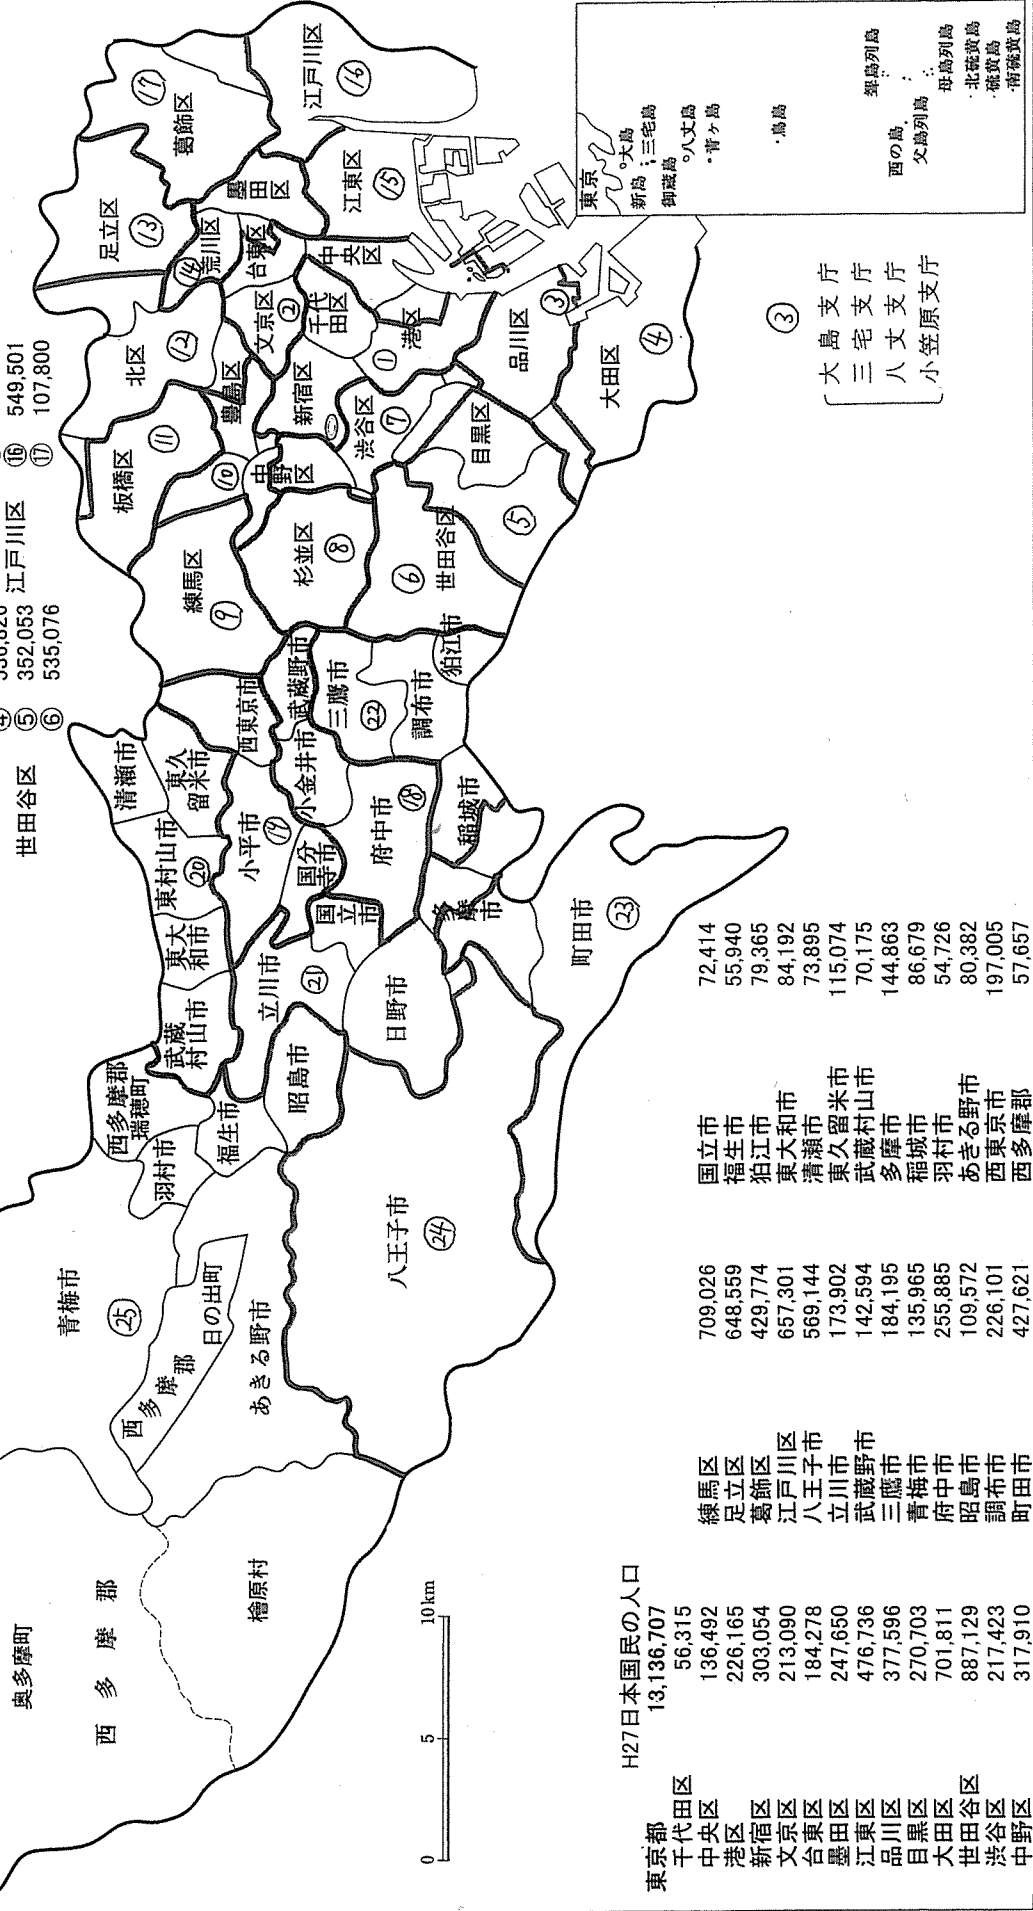 ⑤ 352,053
世田谷区 ⑥ 535,076
江戸川区 ⑯ 549,501
⑰ 107,800
奥多摩町
西多摩郡
檜原村
青梅市
㉕
西多摩郡
日の出町
あきる野市
西多摩郡
瑞穂町
羽村市
福生市
武蔵
村山市
東大
和市
東村山市
⑳
清瀬市
東久
留米市
西東京市
小平市
⑲
立川市
㉑
昭島市
八王子市
㉔
日野市
国立市
国分
寺市
小金井市
武蔵野市
三鷹市
㉒
府中市
⑱
調布市
狛江市
稲城市
多摩市
町田市
㉓
練馬区
⑨
板橋区
⑪
北区
⑫
足立区
⑬
葛飾区
⑰
⑭
荒川区
墨田区
台東区
文京区
②
豊島区
⑩
中野区
新宿区
千代
田区
中央
区
江東区
⑮
江戸川区
⑯
杉並区
⑧
渋谷区
⑦
①
港区
世田谷区
⑥
⑤
目黒区
品川区
③
大田区
④
東京
大島
新島
三宅島
御蔵島
八丈島
青ヶ島
鳥島
聟島列島
西の島
父島列島
母島列島
北硫黄島
硫黄島
南硫黄島
③
大島支庁
三宅支庁
八丈支庁
小笠原支庁
0 5 10km
H27日本国民の人口
東京都 13,136,707
千代田区 56,315
中央区 136,492 練馬区 709,026 国立市 72,414
港区 226,165 足立区 648,559 福生市 55,940
新宿区 303,054 葛飾区 429,774 狛江市 79,365
文京区 213,090 江戸川区 657,301 東大和市 84,192
台東区 184,278 八王子市 569,144 清瀬市 73,895
墨田区 247,650 立川市 173,902 東久留米市 115,074
江東区 476,736 武蔵野市 142,594 武蔵村山市 70,175
品川区 377,596 三鷹市 184,195 多摩市 144,863
目黒区 270,703 青梅市 135,965 稲城市 86,679
大田区 701,811 府中市 255,885 羽村市 54,726
世田谷区 887,129 昭島市 109,572 あきる野市 80,382
渋谷区 217,423 調布市 226,101 西東京市 197,005
中野区 317,910 町田市 427,621 西多摩郡 57,657